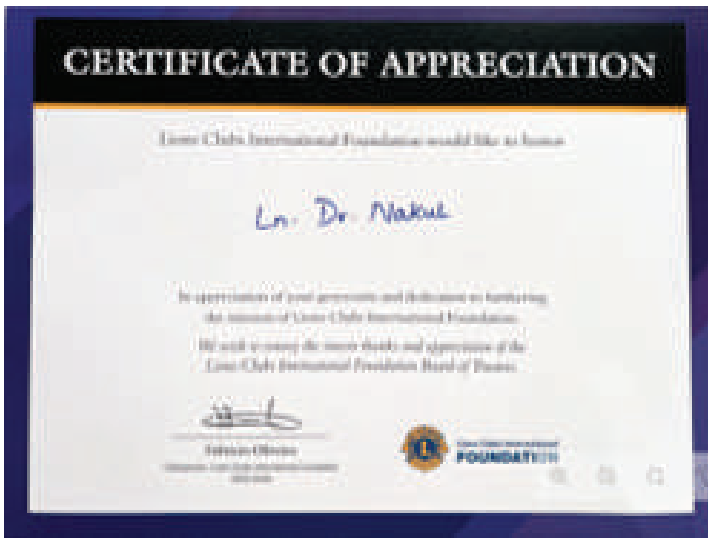 CERTIFICATE OF APPRECIATION
Lions Clubs International Foundation would like to honor
Ln. Dr. Nakul
In appreciation of your generosity and dedication to furthering
the mission of Lions Clubs International Foundation.
We wish to convey the sincere thanks and appreciation of the
Lions Clubs International Foundation Board of Trustees.
Fabrício Oliveira
Lions Clubs International
FOUNDATION